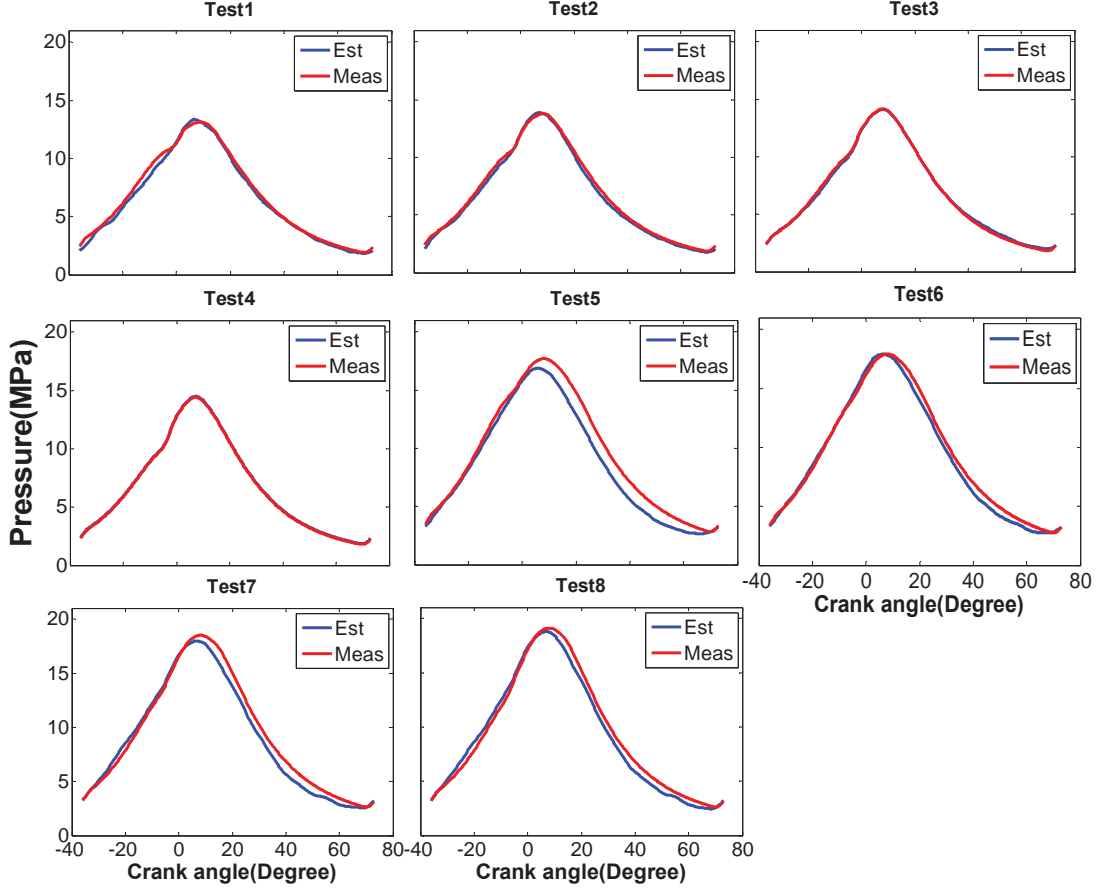 Test1
Test2
Test3
20
15
10
5
0
Est
Meas
Est
Meas
Est
Meas
Test4
Test5
Test6
Pressure(MPa)
20
15
10
5
0
Est
Meas
Est
Meas
Est
Meas
-40 -20 0 20 40 60 80
Crank angle(Degree)
Test7
Test8
20
15
10
5
0
Est
Meas
Est
Meas
-40 -20 0 20 40 60 80
-40 -20 0 20 40 60 80
Crank angle(Degree)
Crank angle(Degree)